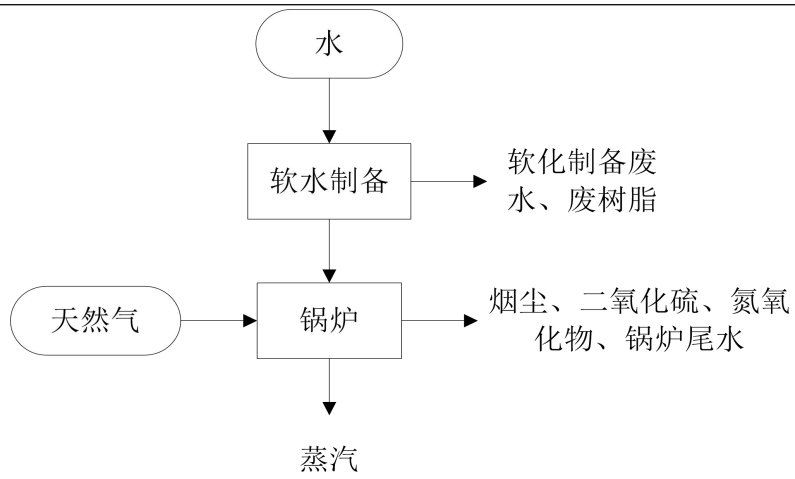 水
软水制备
软化制备废
水、废树脂
天然气
锅炉
烟尘、二氧化硫、氮氧
化物、锅炉尾水
蒸汽